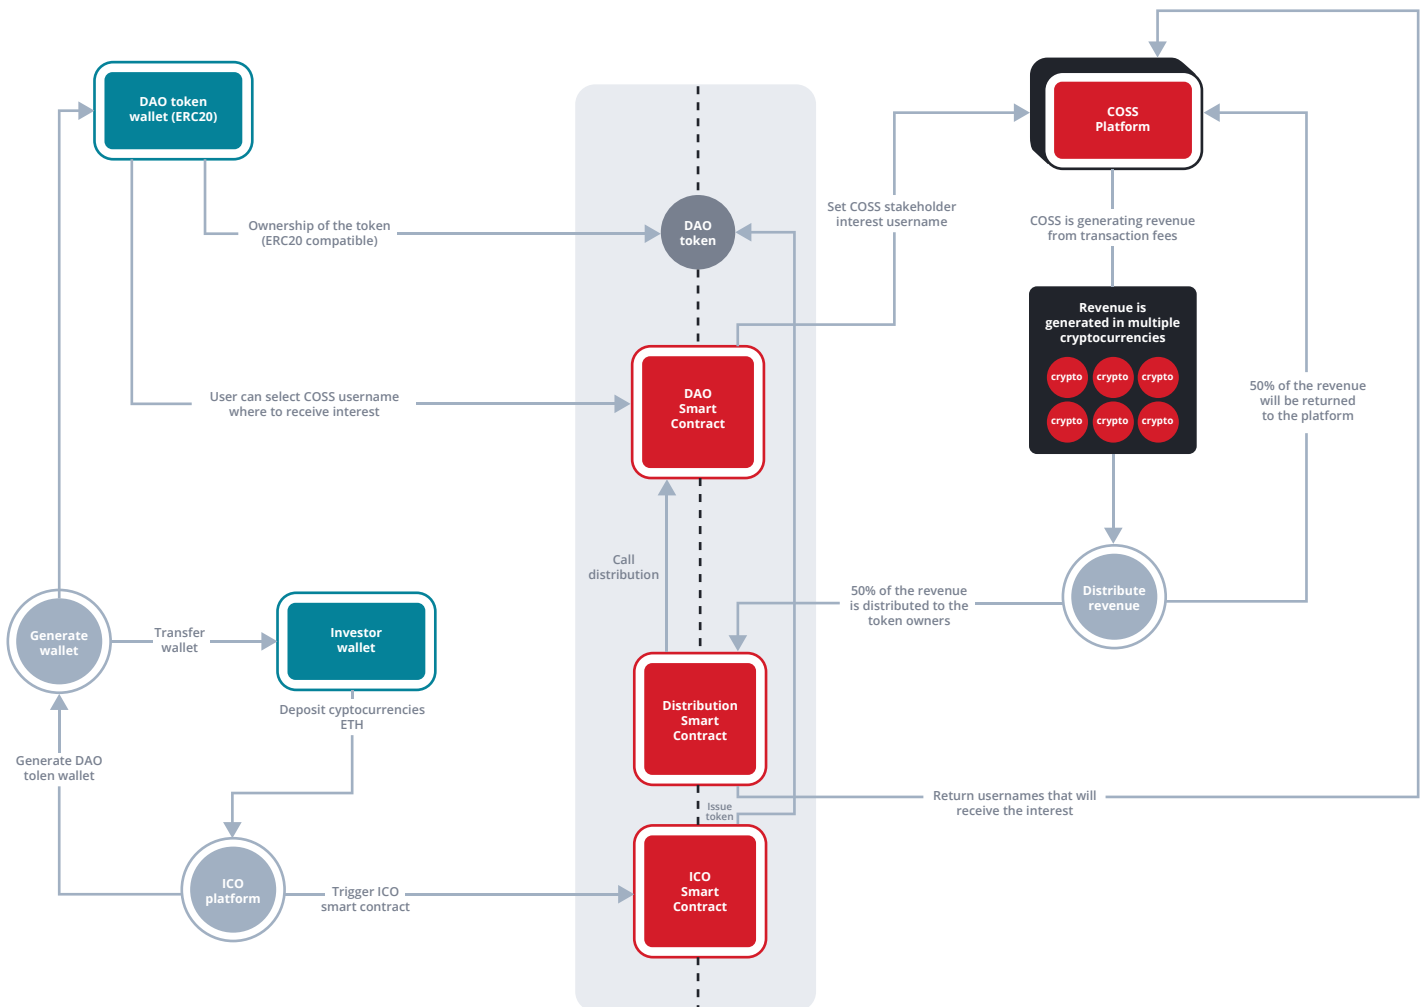 DAO token
wallet (ERC20)
COSS
Platform
Ownership of the token
(ERC20 compatible)
DAO
token
Set COSS stakeholder
interest username
COSS is generating revenue
from transaction fees
Revenue is
generated in multiple
cryptocurrencies
crypto
crypto
crypto
crypto
crypto
crypto
User can select COSS username
where to receive interest
DAO
Smart
Contract
50% of the revenue
will be returned
to the platform
Call
distribution
50% of the revenue
is distributed to the
token owners
Distribute
revenue
Generate
wallet
Transfer
wallet
Investor
wallet
Deposit cyptocurrencies
ETH
Distribution
Smart
Contract
Generate DAO
tolen wallet
Issue
token
Return usernames that will
receive the interest
ICO
platform
Trigger ICO
smart contract
ICO
Smart
Contract